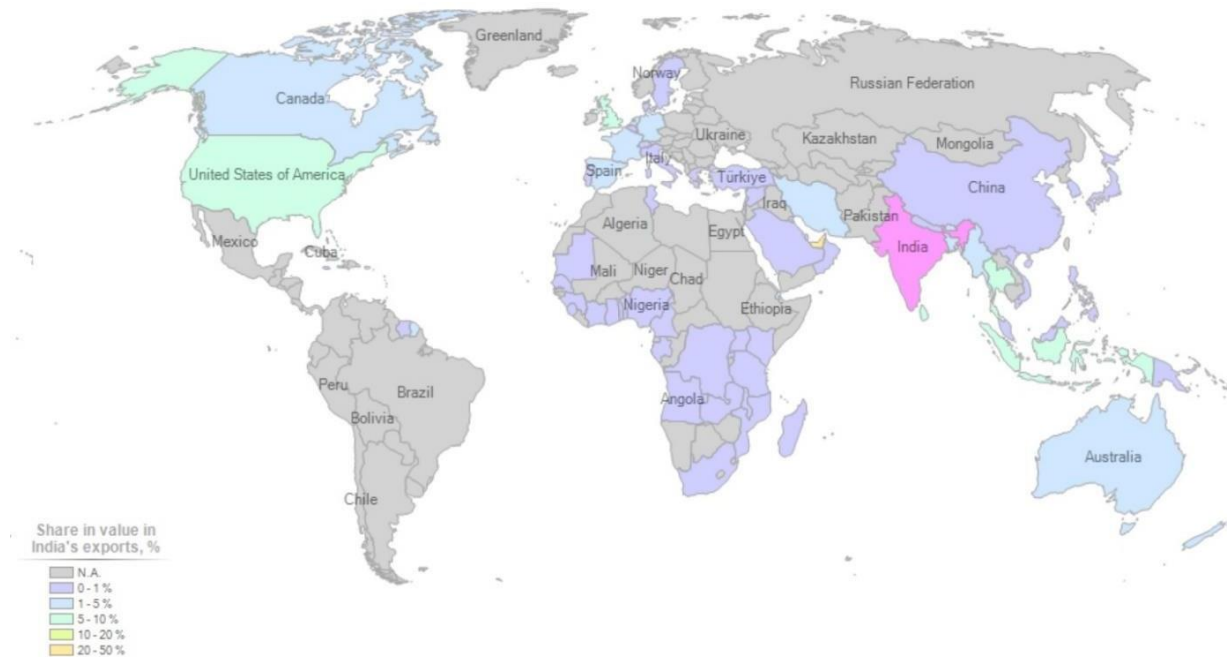 Greenland
Norway
Russian Federation
Canada
Ukraine
Kazakhstan
Mongolia
Italy
Spain
Türkiye
United States of America
China
Iraq
Pakistan
Algeria
Egypt
India
Mexico
Cuba
Mali
Niger
Chad
Nigeria
Ethiopia
Peru
Brazil
Angola
Bolivia
Australia
Chile
Share in value in
India's exports, %
N.A.
0 - 1 %
1 - 5 %
5 - 10 %
10 - 20 %
20 - 50 %